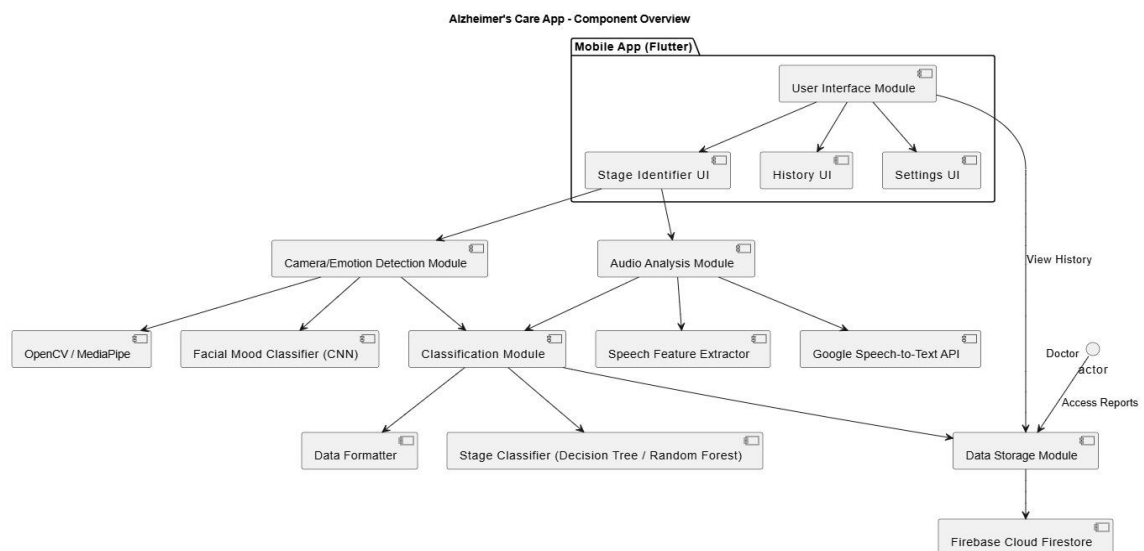 Alzheimer's Care App - Component Overview
Mobile App (Flutter)
User Interface Module
Stage Identifier UI
History UI
Settings UI
Camera/Emotion Detection Module
Audio Analysis Module
View History
OpenCV / MediaPipe
Facial Mood Classifier (CNN)
Classification Module
Speech Feature Extractor
Google Speech-to-Text API
Doctor
actor
Access Reports
Data Formatter
Stage Classifier (Decision Tree / Random Forest)
Data Storage Module
Firebase Cloud Firestore